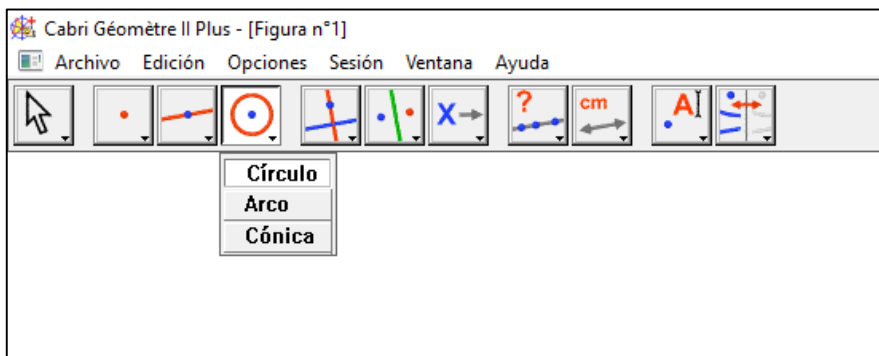 Cabri Géomètre II Plus - [Figura n°1]
Archivo Edición Opciones Sesión Ventana Ayuda
X ? cm A
Círculo
Arco
Cónica